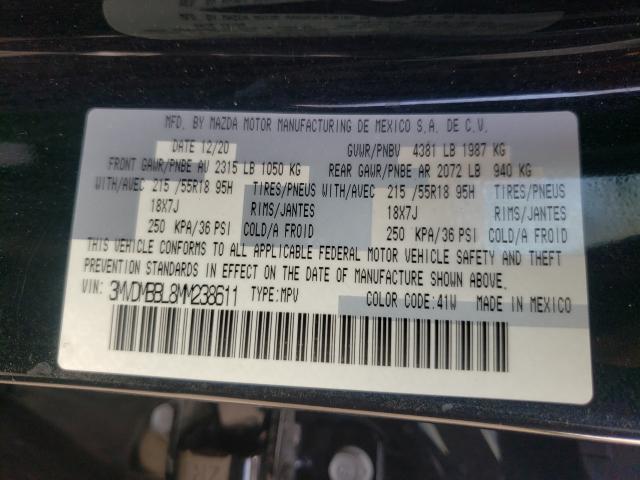 MFD. BY MAZDA MOTOR MANUFACTURING DE MEXICO S.A. DE C.V.
DATE 12/20 GVWR/PNBV 4381 LB 1987 KG
FRONT GAWR/PNBE AV 2315 LB 1050 KG REAR GAWR/PNBE AR 2072 LB 940 KG
WITH/AVEC 215 /55R18 95H TIRES/PNEUS WITH/AVEC 215 /55R18 95H TIRES/PNEUS
18X7J RIMS/JANTES 18X7J RIMS/JANTES
250 KPA/36 PSI COLD/A FROID 250 KPA/36 PSI COLD/A FROID
THIS VEHICLE CONFORMS TO ALL APPLICABLE FEDERAL MOTOR VEHICLE SAFETY AND THEFT
PREVENTION STANDARDS IN EFFECT ON THE DATE OF MANUFACTURE SHOWN ABOVE.
VIN: 3MVDMBBL8MM238611 TYPE:MPV COLOR CODE:41W MADE IN MEXICO